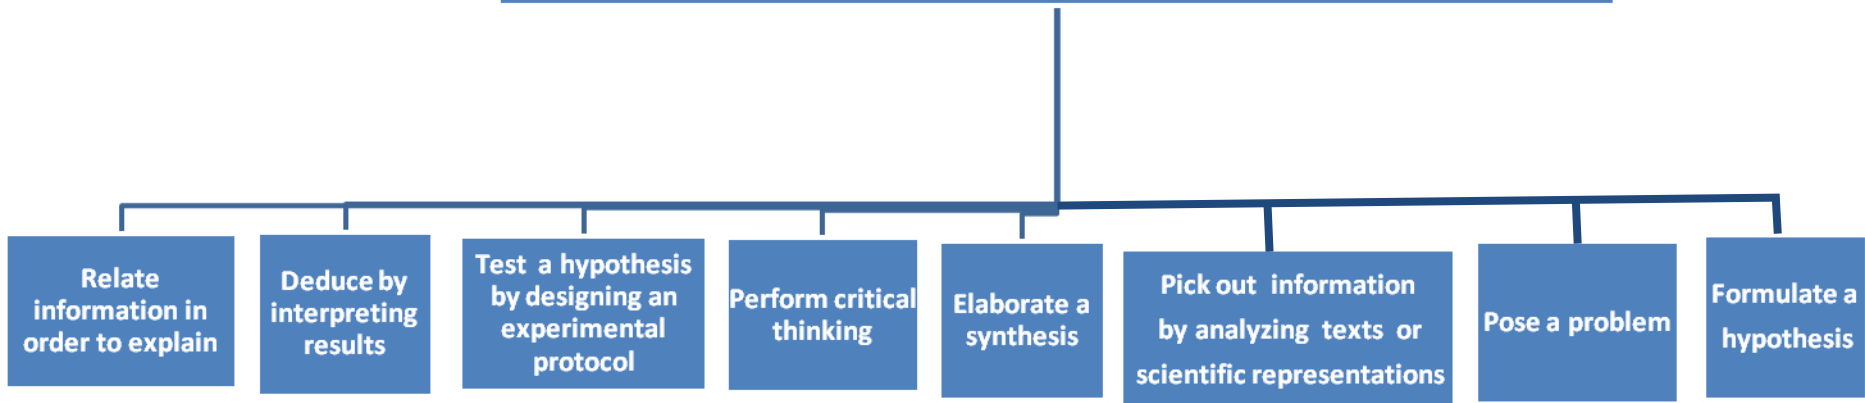 Relate
information in
order to explain
Deduce by
interpreting
results
Test a hypothesis
by designing an
experimental
protocol
Perform critical
thinking
Elaborate a
synthesis
Pick out information
by analyzing texts or
scientific representations
Pose a problem
Formulate a
hypothesis